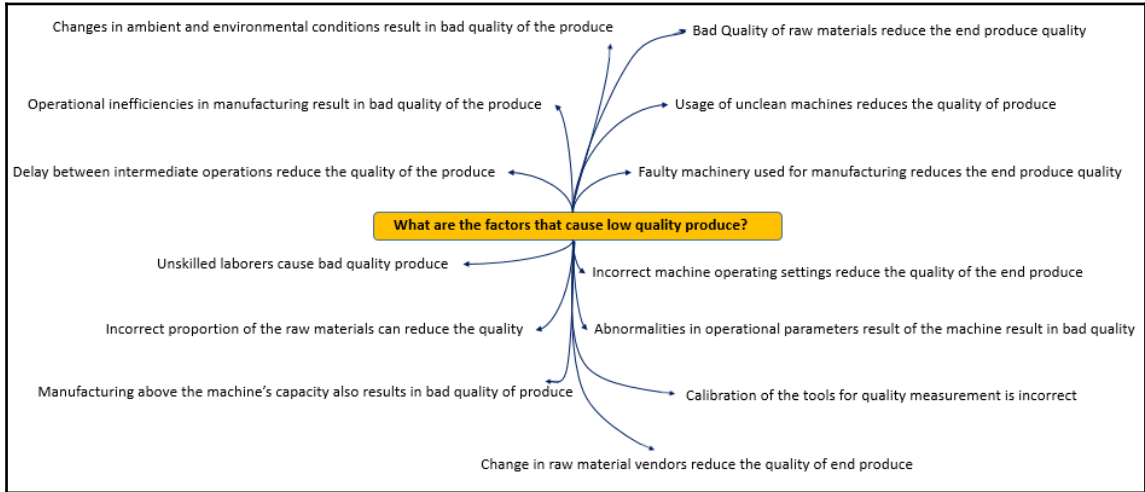 Changes in ambient and environmental conditions result in bad quality of the produce
Bad Quality of raw materials reduce the end produce quality
Operational inefficiencies in manufacturing result in bad quality of the produce
Usage of unclean machines reduces the quality of produce
Delay between intermediate operations reduce the quality of the produce
Faulty machinery used for manufacturing reduces the end produce quality
What are the factors that cause low quality produce?
Unskilled laborers cause bad quality produce
Incorrect machine operating settings reduce the quality of the end produce
Incorrect proportion of the raw materials can reduce the quality
Abnormalities in operational parameters result of the machine result in bad quality
Manufacturing above the machine's capacity also results in bad quality of produce
Calibration of the tools for quality measurement is incorrect
Change in raw material vendors reduce the quality of end produce